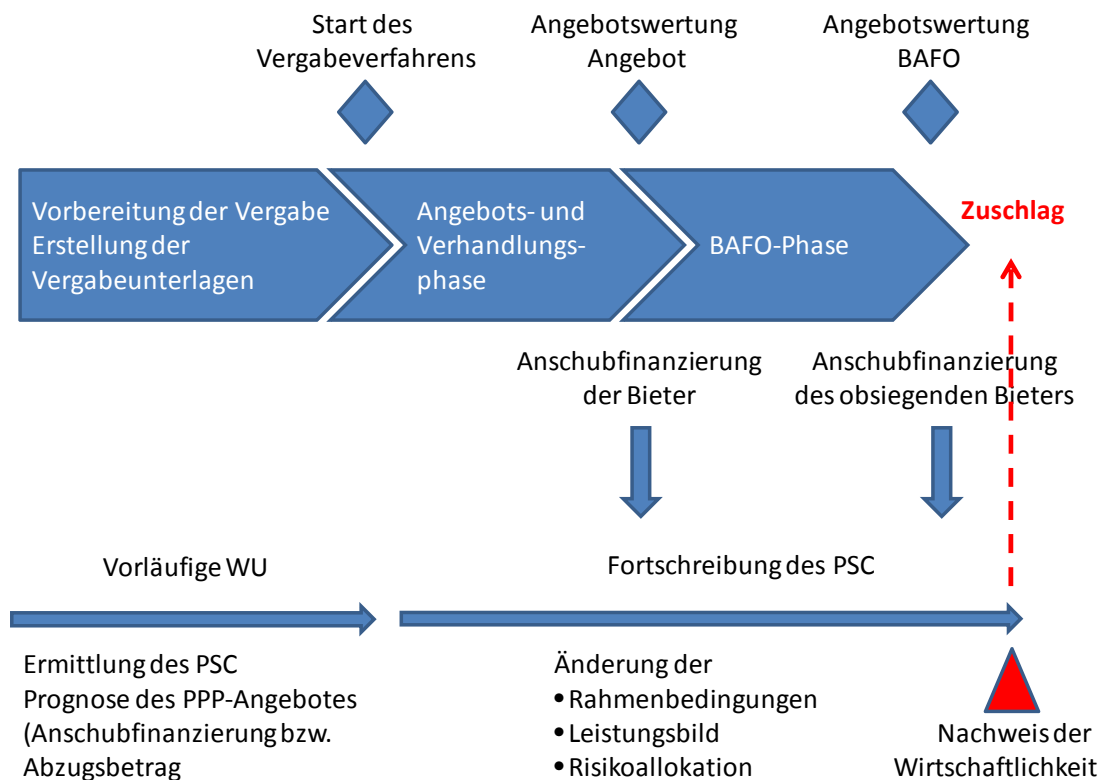 Start des
Vergabeverfahrens
Angebotswertung
Angebot
Angebotswertung
BAFO
Vorbereitung der Vergabe
Erstellung der
Vergabeunterlagen
Angebots- und
Verhandlungs-
phase
BAFO-Phase
Zuschlag
Anschubfinanzierung
der Bieter
Anschubfinanzierung
des obsiegenden Bieters
Vorläufige WU
Fortschreibung des PSC
Ermittlung des PSC
Prognose des PPP-Angebotes
(Anschubfinanzierung bzw.
Abzugsbetrag
Änderung der
• Rahmenbedingungen
• Leistungsbild
• Risikoallokation
Nachweis der
Wirtschaftlichkeit